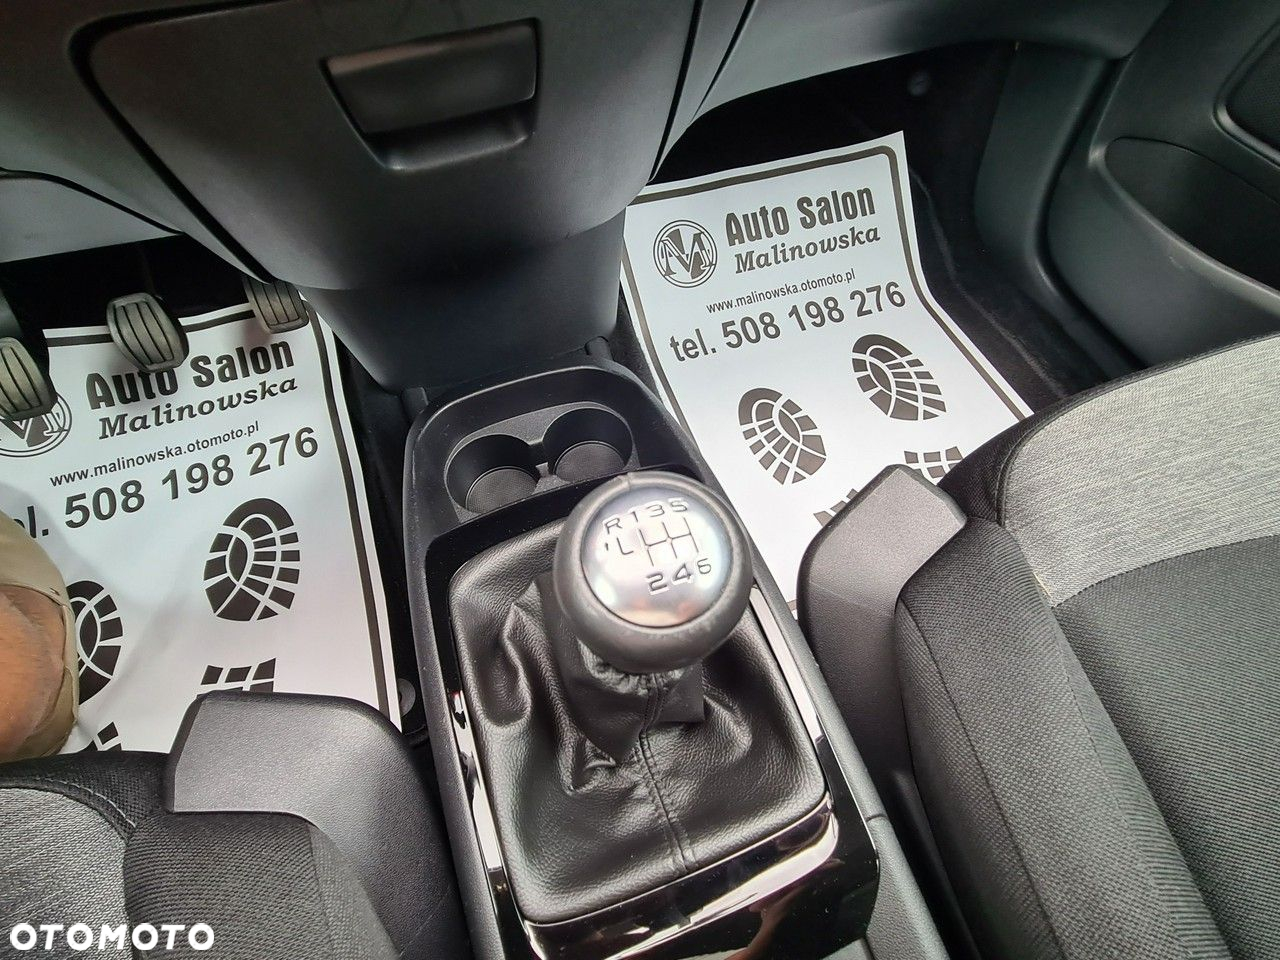 Auto Salon
Malinowska
www.malinowska.otomoto.pl
tel. 508 198 276
Auto Salon
Malinowska
www.malinowska.otomoto.pl
tel. 508 198 276
R 1 3 5
2 4 6
OTOMOTO